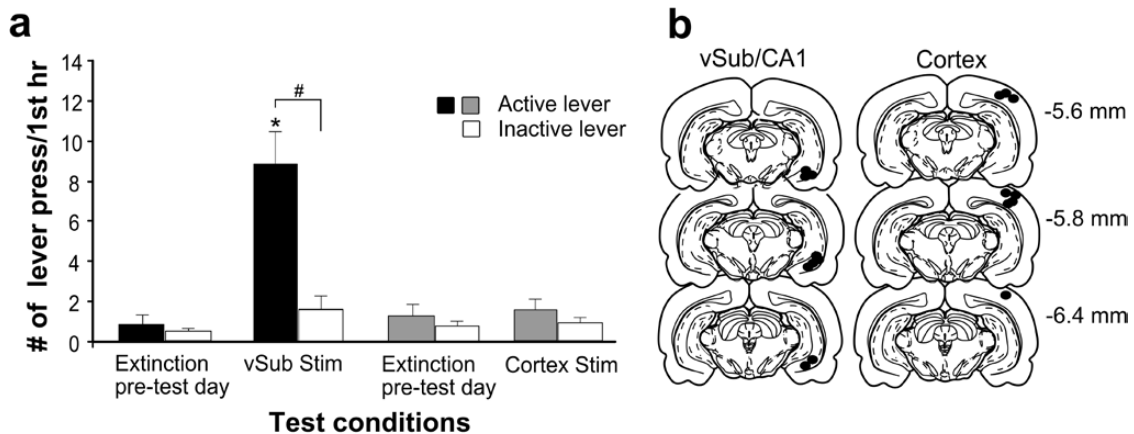 a
# of lever press/1st hr
14
12
10
8
6
4
2
0
#
*
Active lever
Inactive lever
Extinction
pre-test day
vSub Stim
Extinction
pre-test day
Cortex Stim
Test conditions
b
vSub/CA1
Cortex
-5.6 mm
-5.8 mm
-6.4 mm